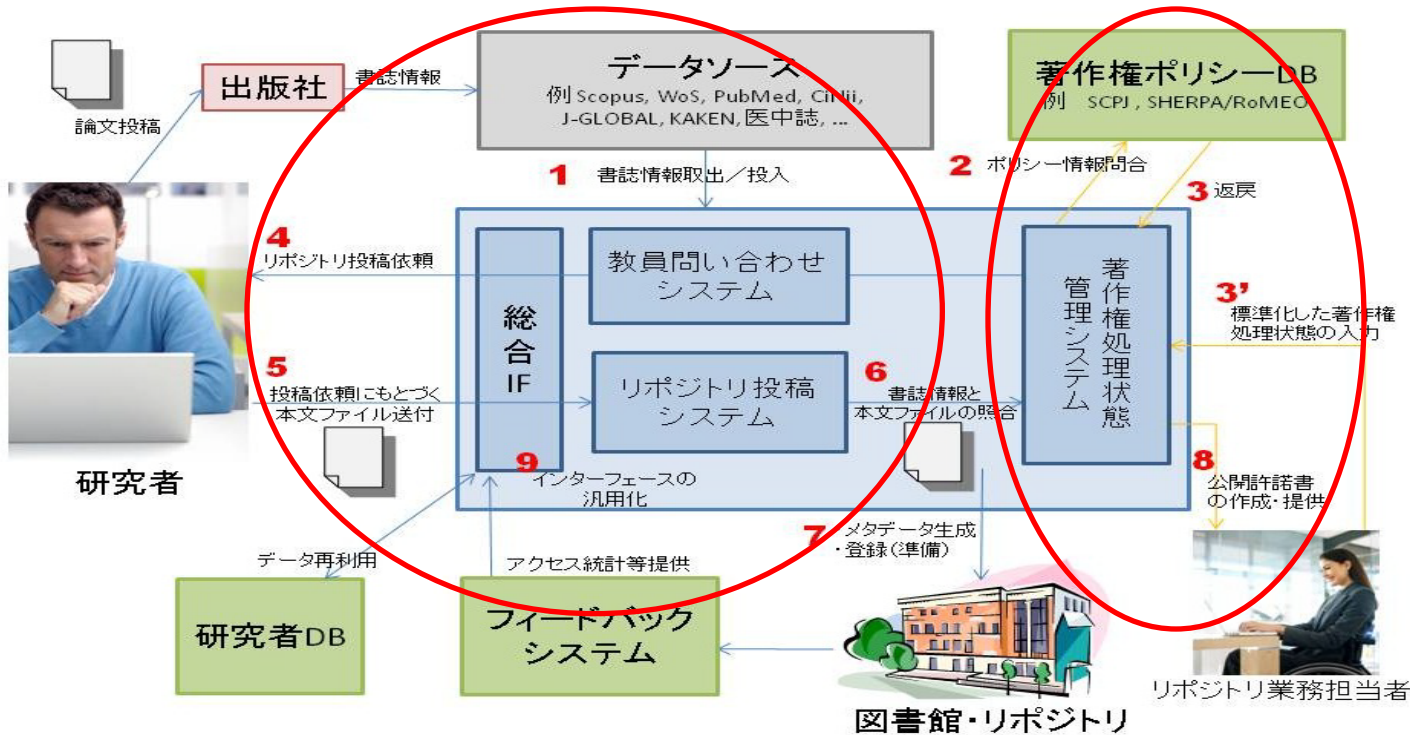 論文投稿
出版社
書誌情報
データソース
例 Scopus, WoS, PubMed, CiNii,
J-GLOBAL, KAKEN, 医中誌, ...
著作権ポリシーDB
例 SCPJ , SHERPA/RoMEO
1 書誌情報取出/投入
2 ポリシー情報問合
3 返戻
4
リポジトリ投稿依頼
教員問い合わせ
システム
総合IF
著作権処理状態
管理システム
3’
標準化した著作権
処理状態の入力
5
投稿依頼にもとづく
本文ファイル送付
リポジトリ投稿
システム
6
書誌情報と
本文ファイルの照合
研究者
9
インターフェースの
汎用化
8
公開許諾書
の作成・提供
7 メタデータ生成
・登録(準備)
データ再利用
アクセス統計等提供
研究者DB
フィードバック
システム
図書館・リポジトリ
リポジトリ業務担当者